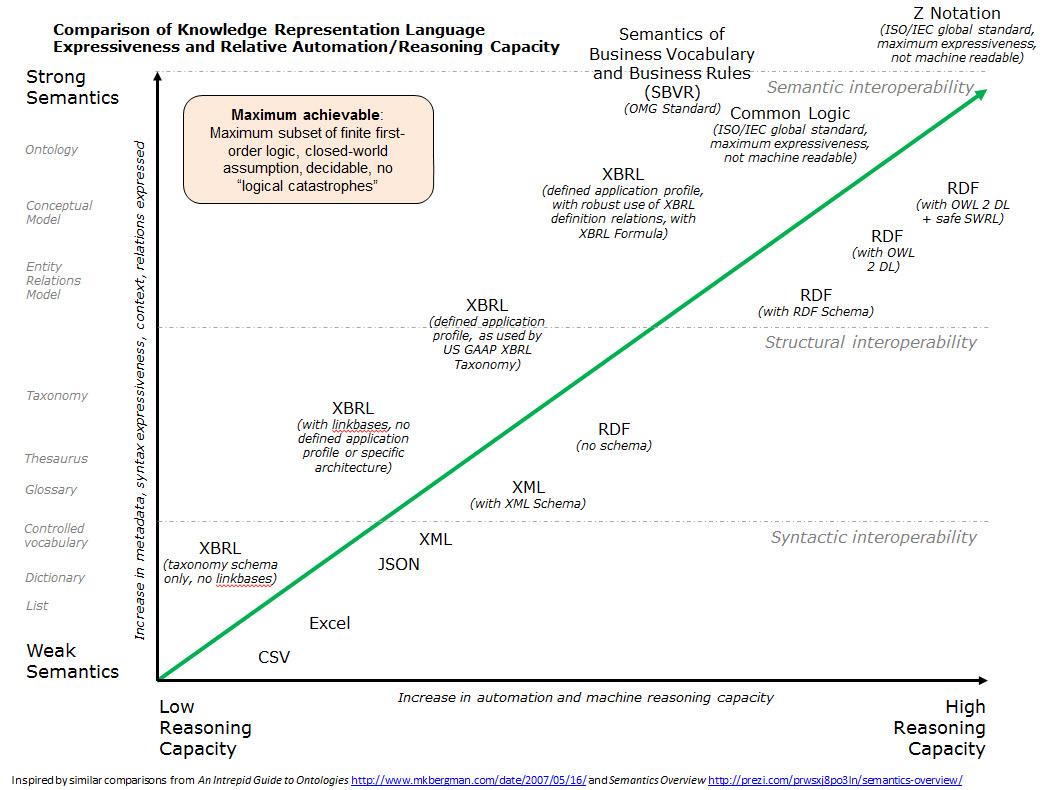 Comparison of Knowledge Representation Language
Expressiveness and Relative Automation/Reasoning Capacity
Z Notation
(ISO/IEC global standard,
maximum expressiveness,
not machine readable)
Semantics of
Business Vocabulary
and Business Rules
(SBVR)
(OMG Standard)
Strong
Semantics
Semantic interoperability
Maximum achievable:
Maximum subset of finite first-
order logic, closed-world
assumption, decidable, no
“logical catastrophes”
Common Logic
(ISO/IEC global standard,
maximum expressiveness,
not machine readable)
Ontology
Conceptual
Model
Entity
Relations
Model
Taxonomy
Thesaurus
Glossary
Controlled
vocabulary
Dictionary
List
Weak
Semantics
Increase in metadata, syntax expressiveness, context, relations expressed
XBRL
(defined application profile,
with robust use of XBRL
definition relations, with
XBRL Formula)
RDF
(with OWL 2 DL
+ safe SWRL)
RDF
(with OWL
2 DL)
RDF
(with RDF Schema)
XBRL
(defined application
profile, as used by
US GAAP XBRL
Taxonomy)
Structural interoperability
XBRL
(with linkbases, no
defined application
profile or specific
architecture)
RDF
(no schema)
XML
(with XML Schema)
Syntactic interoperability
XBRL
(taxonomy schema
only, no linkbases)
XML
JSON
Excel
CSV
Increase in automation and machine reasoning capacity
Low
Reasoning
Capacity
High
Reasoning
Capacity
Inspired by similar comparisons from An Intrepid Guide to Ontologies http://www.mkbergman.com/date/2007/05/16/ and Semantics Overview http://prezi.com/prwsxj8po3ln/semantics-overview/